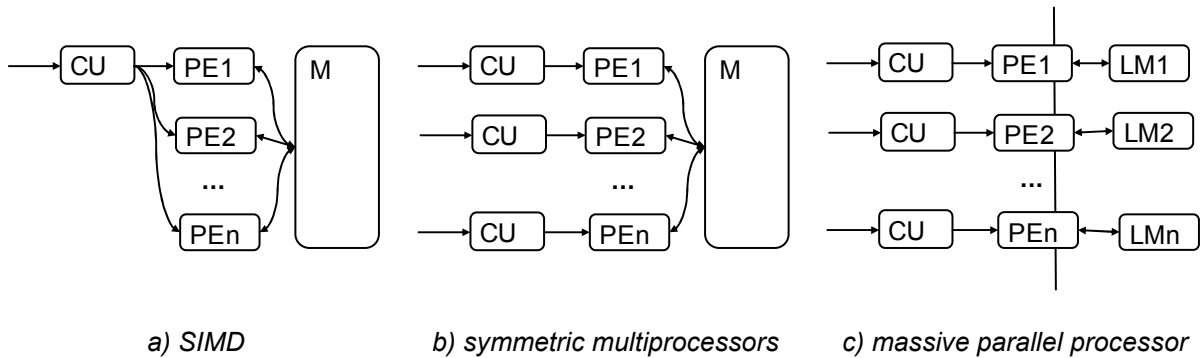 CU PE1 M
PE2
...
PEn
a) SIMD
CU PE1 M
CU PE2
...
CU PEn
b) symmetric multiprocessors
CU PE1 LM1
CU PE2 LM2
...
CU PEn LMn
c) massive parallel processor